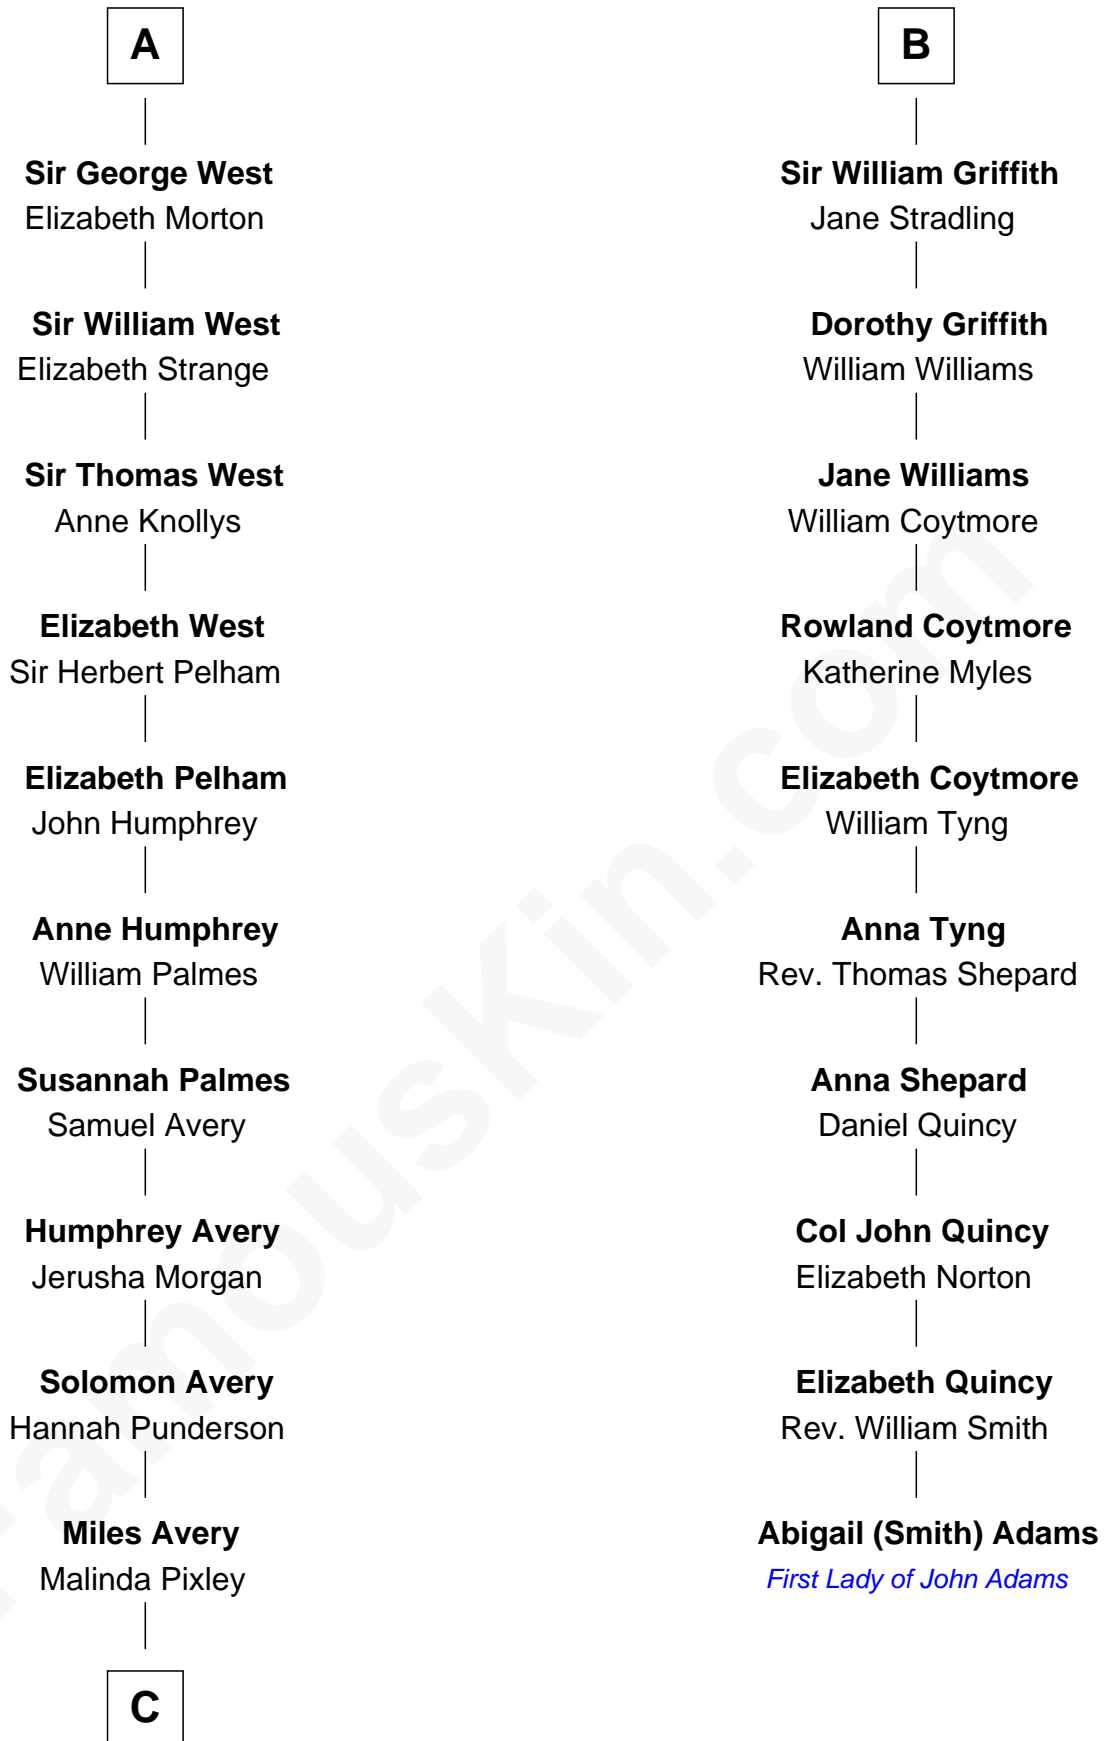 A
Sir George West
Elizabeth Morton
Sir William West
Elizabeth Strange
Sir Thomas West
Anne Knollys
Elizabeth West
Sir Herbert Pelham
Elizabeth Pelham
John Humphrey
Anne Humphrey
William Palmes
Susannah Palmes
Samuel Avery
Humphrey Avery
Jerusha Morgan
Solomon Avery
Hannah Punderson
Miles Avery
Malinda Pixley
C
B
Sir William Griffith
Jane Stradling
Dorothy Griffith
William Williams
Jane Williams
William Coytmore
Rowland Coytmore
Katherine Myles
Elizabeth Coytmore
William Tyng
Anna Tyng
Rev. Thomas Shepard
Anna Shepard
Daniel Quincy
Col John Quincy
Elizabeth Norton
Elizabeth Quincy
Rev. William Smith
Abigail (Smith) Adams
First Lady of John Adams
FamousKin.com